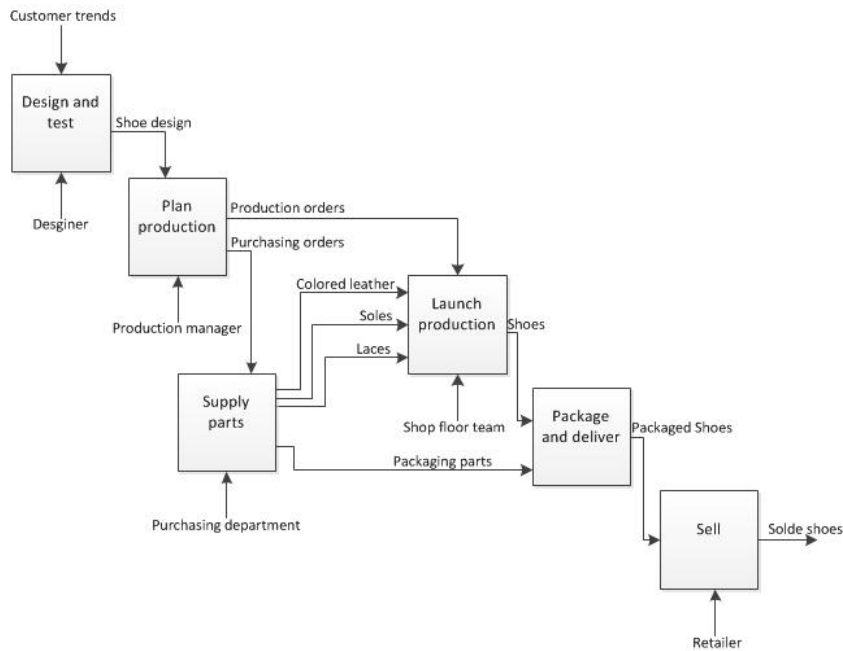 Customer trends
Design and
test
Shoe design
Desginer
Plan
production
Production orders
Purchasing orders
Production manager
Colored leather
Soles
Laces
Launch
production
Shoes
Supply
parts
Shop floor team
Packaging parts
Purchasing department
Package
and deliver
Packaged Shoes
Sell
Solde shoes
Retailer